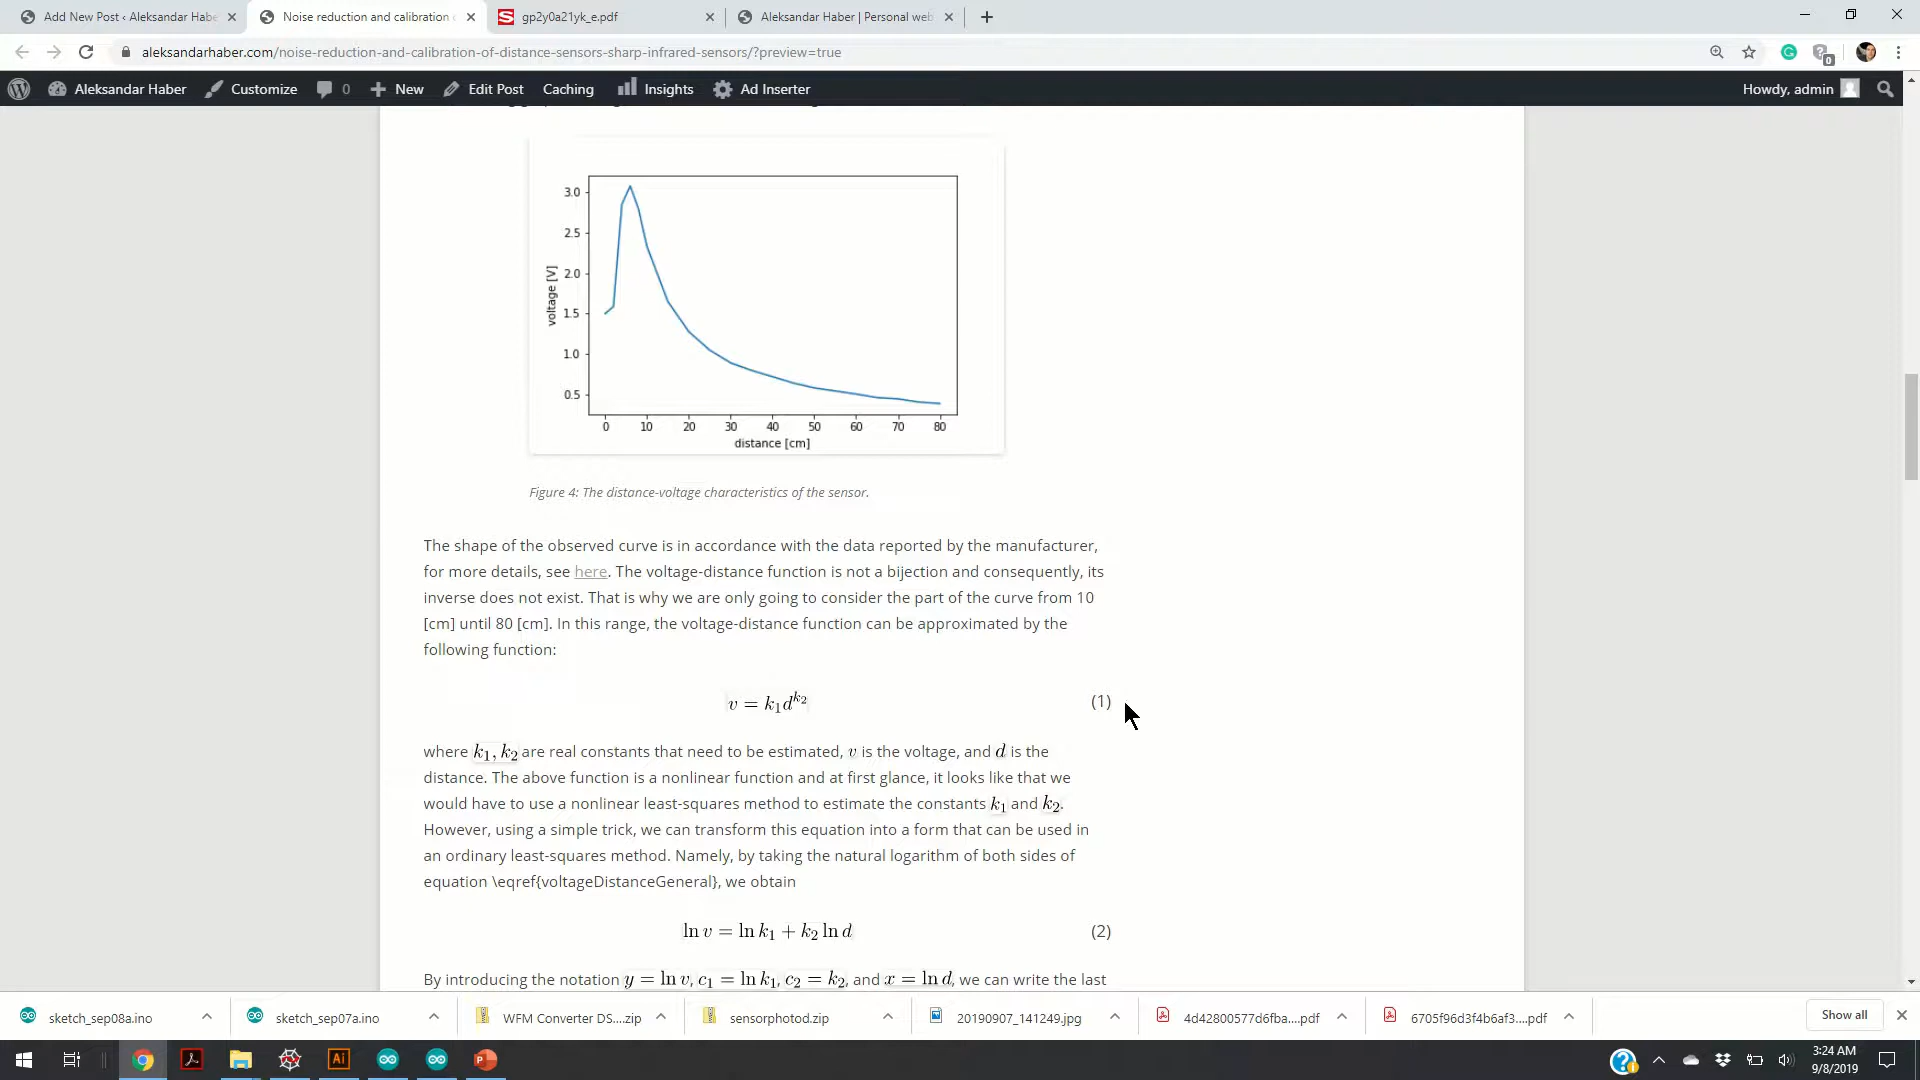 Add New Post ‹ Aleksandar Habe
Noise reduction and calibration
gp2y0a21yk_e.pdf
Aleksandar Haber | Personal web
aleksandarhaber.com/noise-reduction-and-calibration-of-distance-sensors-sharp-infrared-sensors/?preview=true
0
Aleksandar Haber
Customize
0
New
Edit Post
Caching
Insights
Ad Inserter
Howdy, admin
3.0
2.5
2.0
1.5
1.0
0.5
voltage [V]
0 10 20 30 40 50 60 70 80
distance [cm]
Figure 4: The distance-voltage characteristics of the sensor.
The shape of the observed curve is in accordance with the data reported by the manufacturer,
for more details, see here. The voltage-distance function is not a bijection and consequently, its
inverse does not exist. That is why we are only going to consider the part of the curve from 10
[cm] until 80 [cm]. In this range, the voltage-distance function can be approximated by the
following function:
v = k₁d^{k₂} (1)
where k₁, k₂ are real constants that need to be estimated, v is the voltage, and d is the
distance. The above function is a nonlinear function and at first glance, it looks like that we
would have to use a nonlinear least-squares method to estimate the constants k₁ and k₂.
However, using a simple trick, we can transform this equation into a form that can be used in
an ordinary least-squares method. Namely, by taking the natural logarithm of both sides of
equation \eqref{voltageDistanceGeneral}, we obtain
ln v = ln k₁ + k₂ ln d (2)
By introducing the notation y = ln v, c₁ = ln k₁, c₂ = k₂, and x = ln d, we can write the last
sketch_sep08a.ino
sketch_sep07a.ino
WFM Converter DS....zip
sensorphotod.zip
20190907_141249.jpg
4d42800577d6fba....pdf
6705f96d3f4b6af3....pdf
Show all
Ai
3:24 AM
9/8/2019